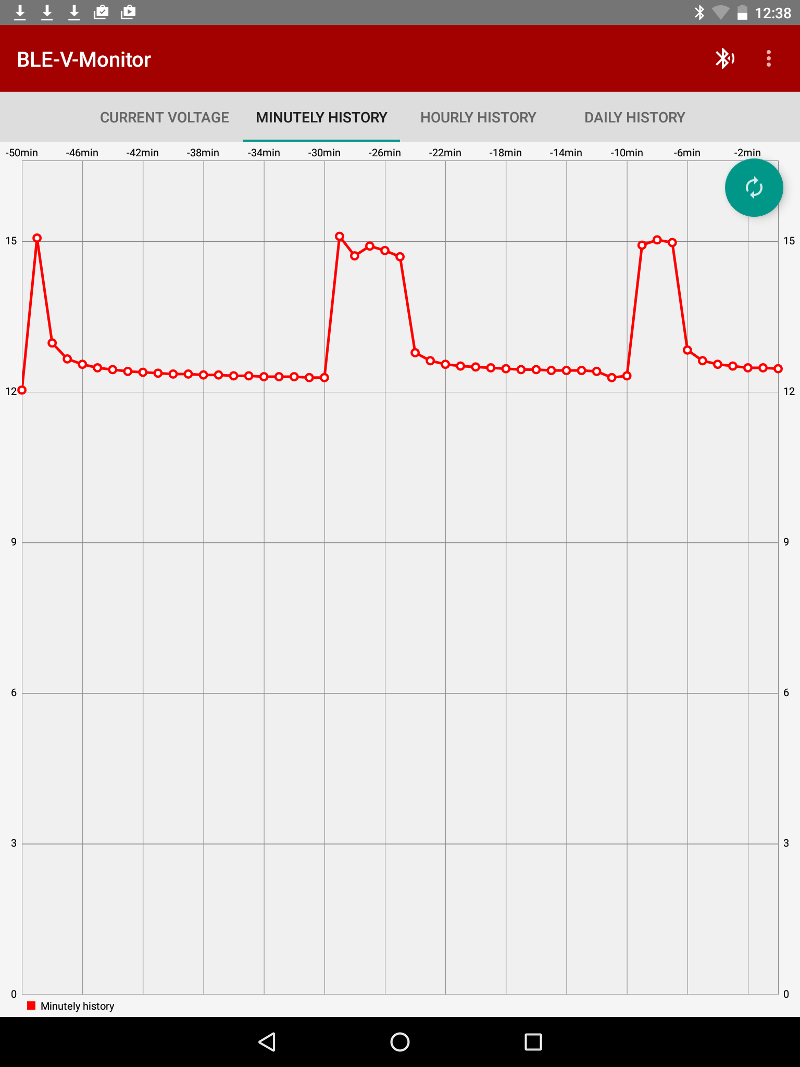 12:38
BLE-V-Monitor
CURRENT VOLTAGE MINUTELY HISTORY HOURLY HISTORY DAILY HISTORY
-50min -46min -42min -38min -34min -30min -26min -22min -18min -14min -10min -6min -2min
15 15
12 12
9 9
6 6
3 3
0 0
Minutely history